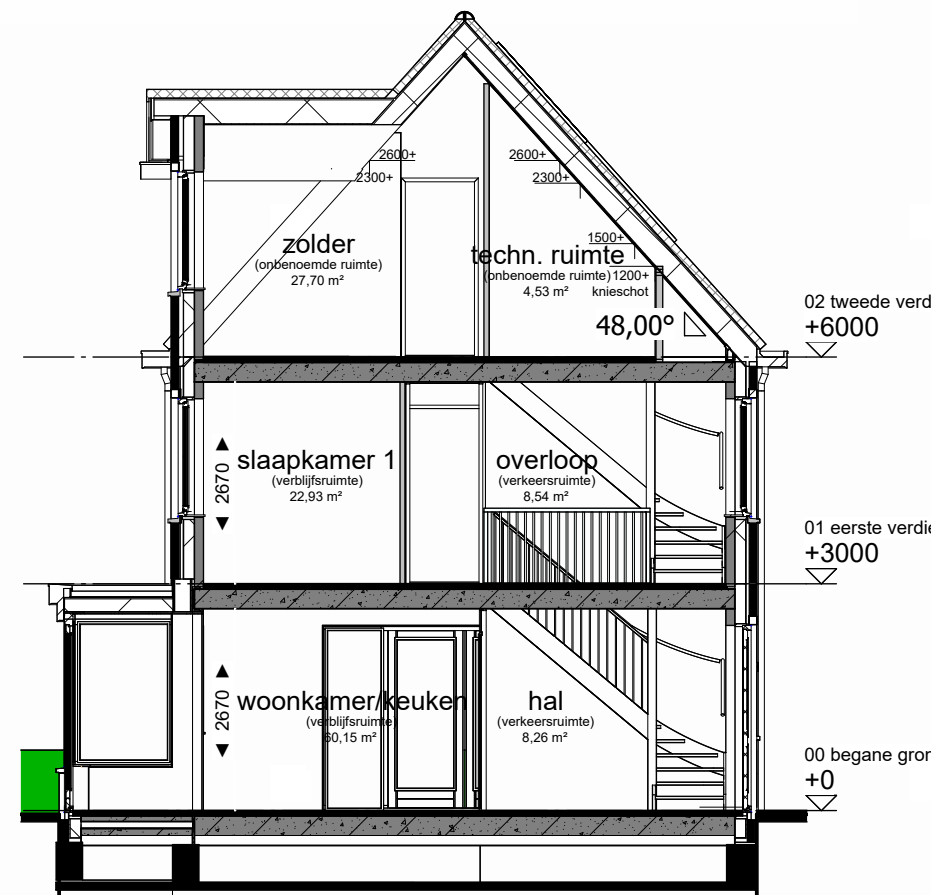 2600+
2300+
2600+
2300+
1500+
zolder
(onbenoemde ruimte)
27,70 m²
techn. ruimte
(onbenoemde ruimte)
4,53 m²
1200+
knieschot
48,00°
02 tweede verd
+6000
2670
slaapkamer 1
(verblijfsruimte)
22,93 m²
overloop
(verkeersruimte)
8,54 m²
01 eerste verdie
+3000
2670
woonkamer/keuken
(verblijfsruimte)
60,15 m²
hal
(verkeersruimte)
8,26 m²
00 begane gron
+0